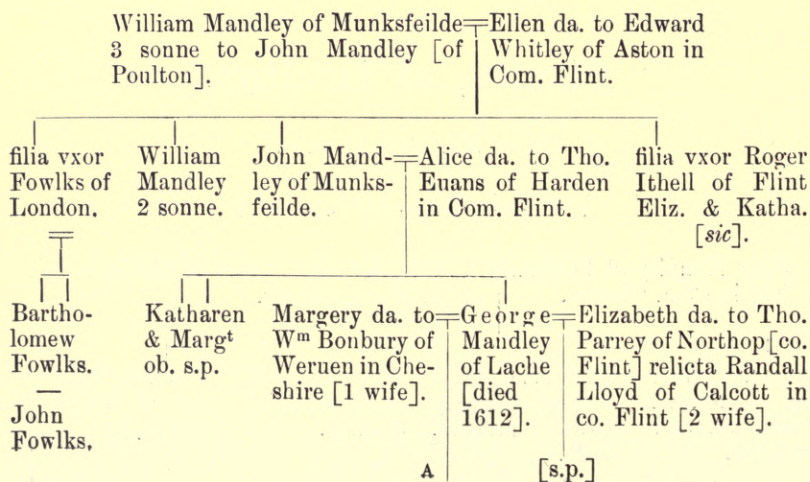 William Mandley of Munksfeilde
3 sonne to John Mandley [of
Poulton].
Ellen da. to Edward
Whitley of Aston in
Com. Flint.
filia vxor
Fowlks of
London.
William
Mandley
2 sonne.
John Mand-
ley of Munks-
feilde.
Alice da. to Tho.
Euans of Harden
in Com. Flint.
filia vxor Roger
Ithell of Flint
Eliz. & Katha.
[sic].
Bartho-
lomew
Fowlks.
—
John
Fowlks.
Katharen
& Margᵗ
ob. s.p.
Margery da. to
Wᵐ Bonbury of
Weruen in Che-
shire [1 wife].
George
Mandley
of Lache
[died
1612].
Elizabeth da. to Tho.
Parrey of Northop [co.
Flint] relicta Randall
Lloyd of Calcott in
co. Flint [2 wife].
A
[s.p.]